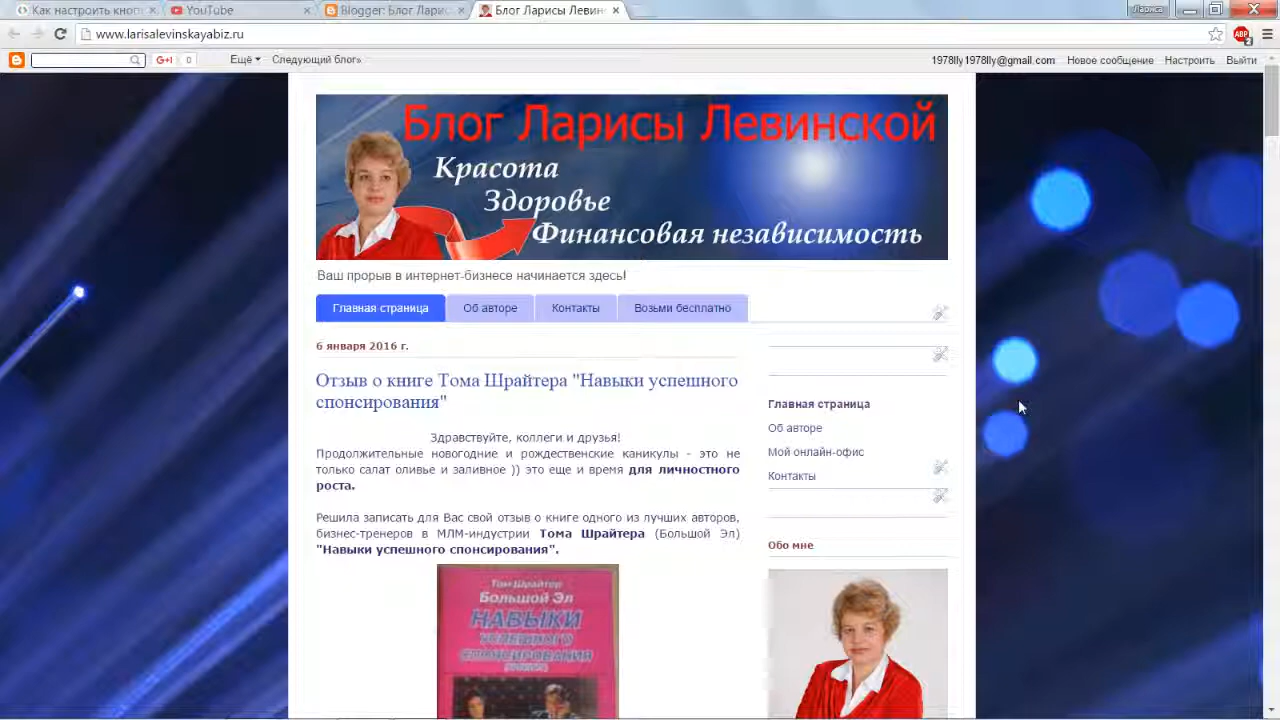 Как настроить кноп
YouTube
Blogger: Блог Ларис
Блог Ларисы Левин
Лариса
www.larisalevinskayabiz.ru
ABP
2
G+1 0
Ещё
Следующий блог»
1978lly1978lly@gmail.com
Новое сообщение
Настроить
Выйти
Блог Ларисы Левинской
Красота
Здоровье
Финансовая независимость
Ваш прорыв в интернет-бизнесе начинается здесь!
Главная страница
Об авторе
Контакты
Возьми бесплатно
6 января 2016 г.
Отзыв о книге Тома Шрайтера "Навыки успешного
спонсирования"
Здравствуйте, коллеги и друзья!
Продолжительные новогодние и рождественские каникулы - это не
только салат оливье и заливное )) это еще и время для личностного
роста.
Решила записать для Вас свой отзыв о книге одного из лучших авторов,
бизнес-тренеров в МЛМ-индустрии Тома Шрайтера (Большой Эл)
"Навыки успешного спонсирования".
Том Шрайтер
Большой Эл
НАВЫКИ
УСПЕШНОГО
СПОНСИРОВАНИЯ
Главная страница
Об авторе
Мой онлайн-офис
Контакты
Обо мне